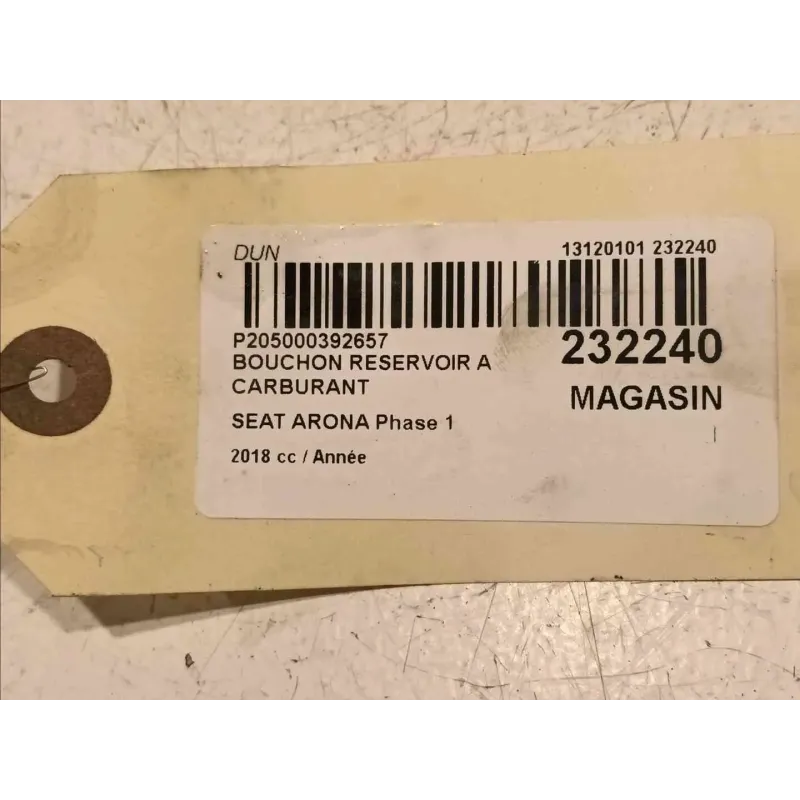 DUN
13120101 232240
P205000392657
BOUCHON RESERVOIR A
CARBURANT
232240
MAGASIN
SEAT ARONA Phase 1
2018 cc / Année